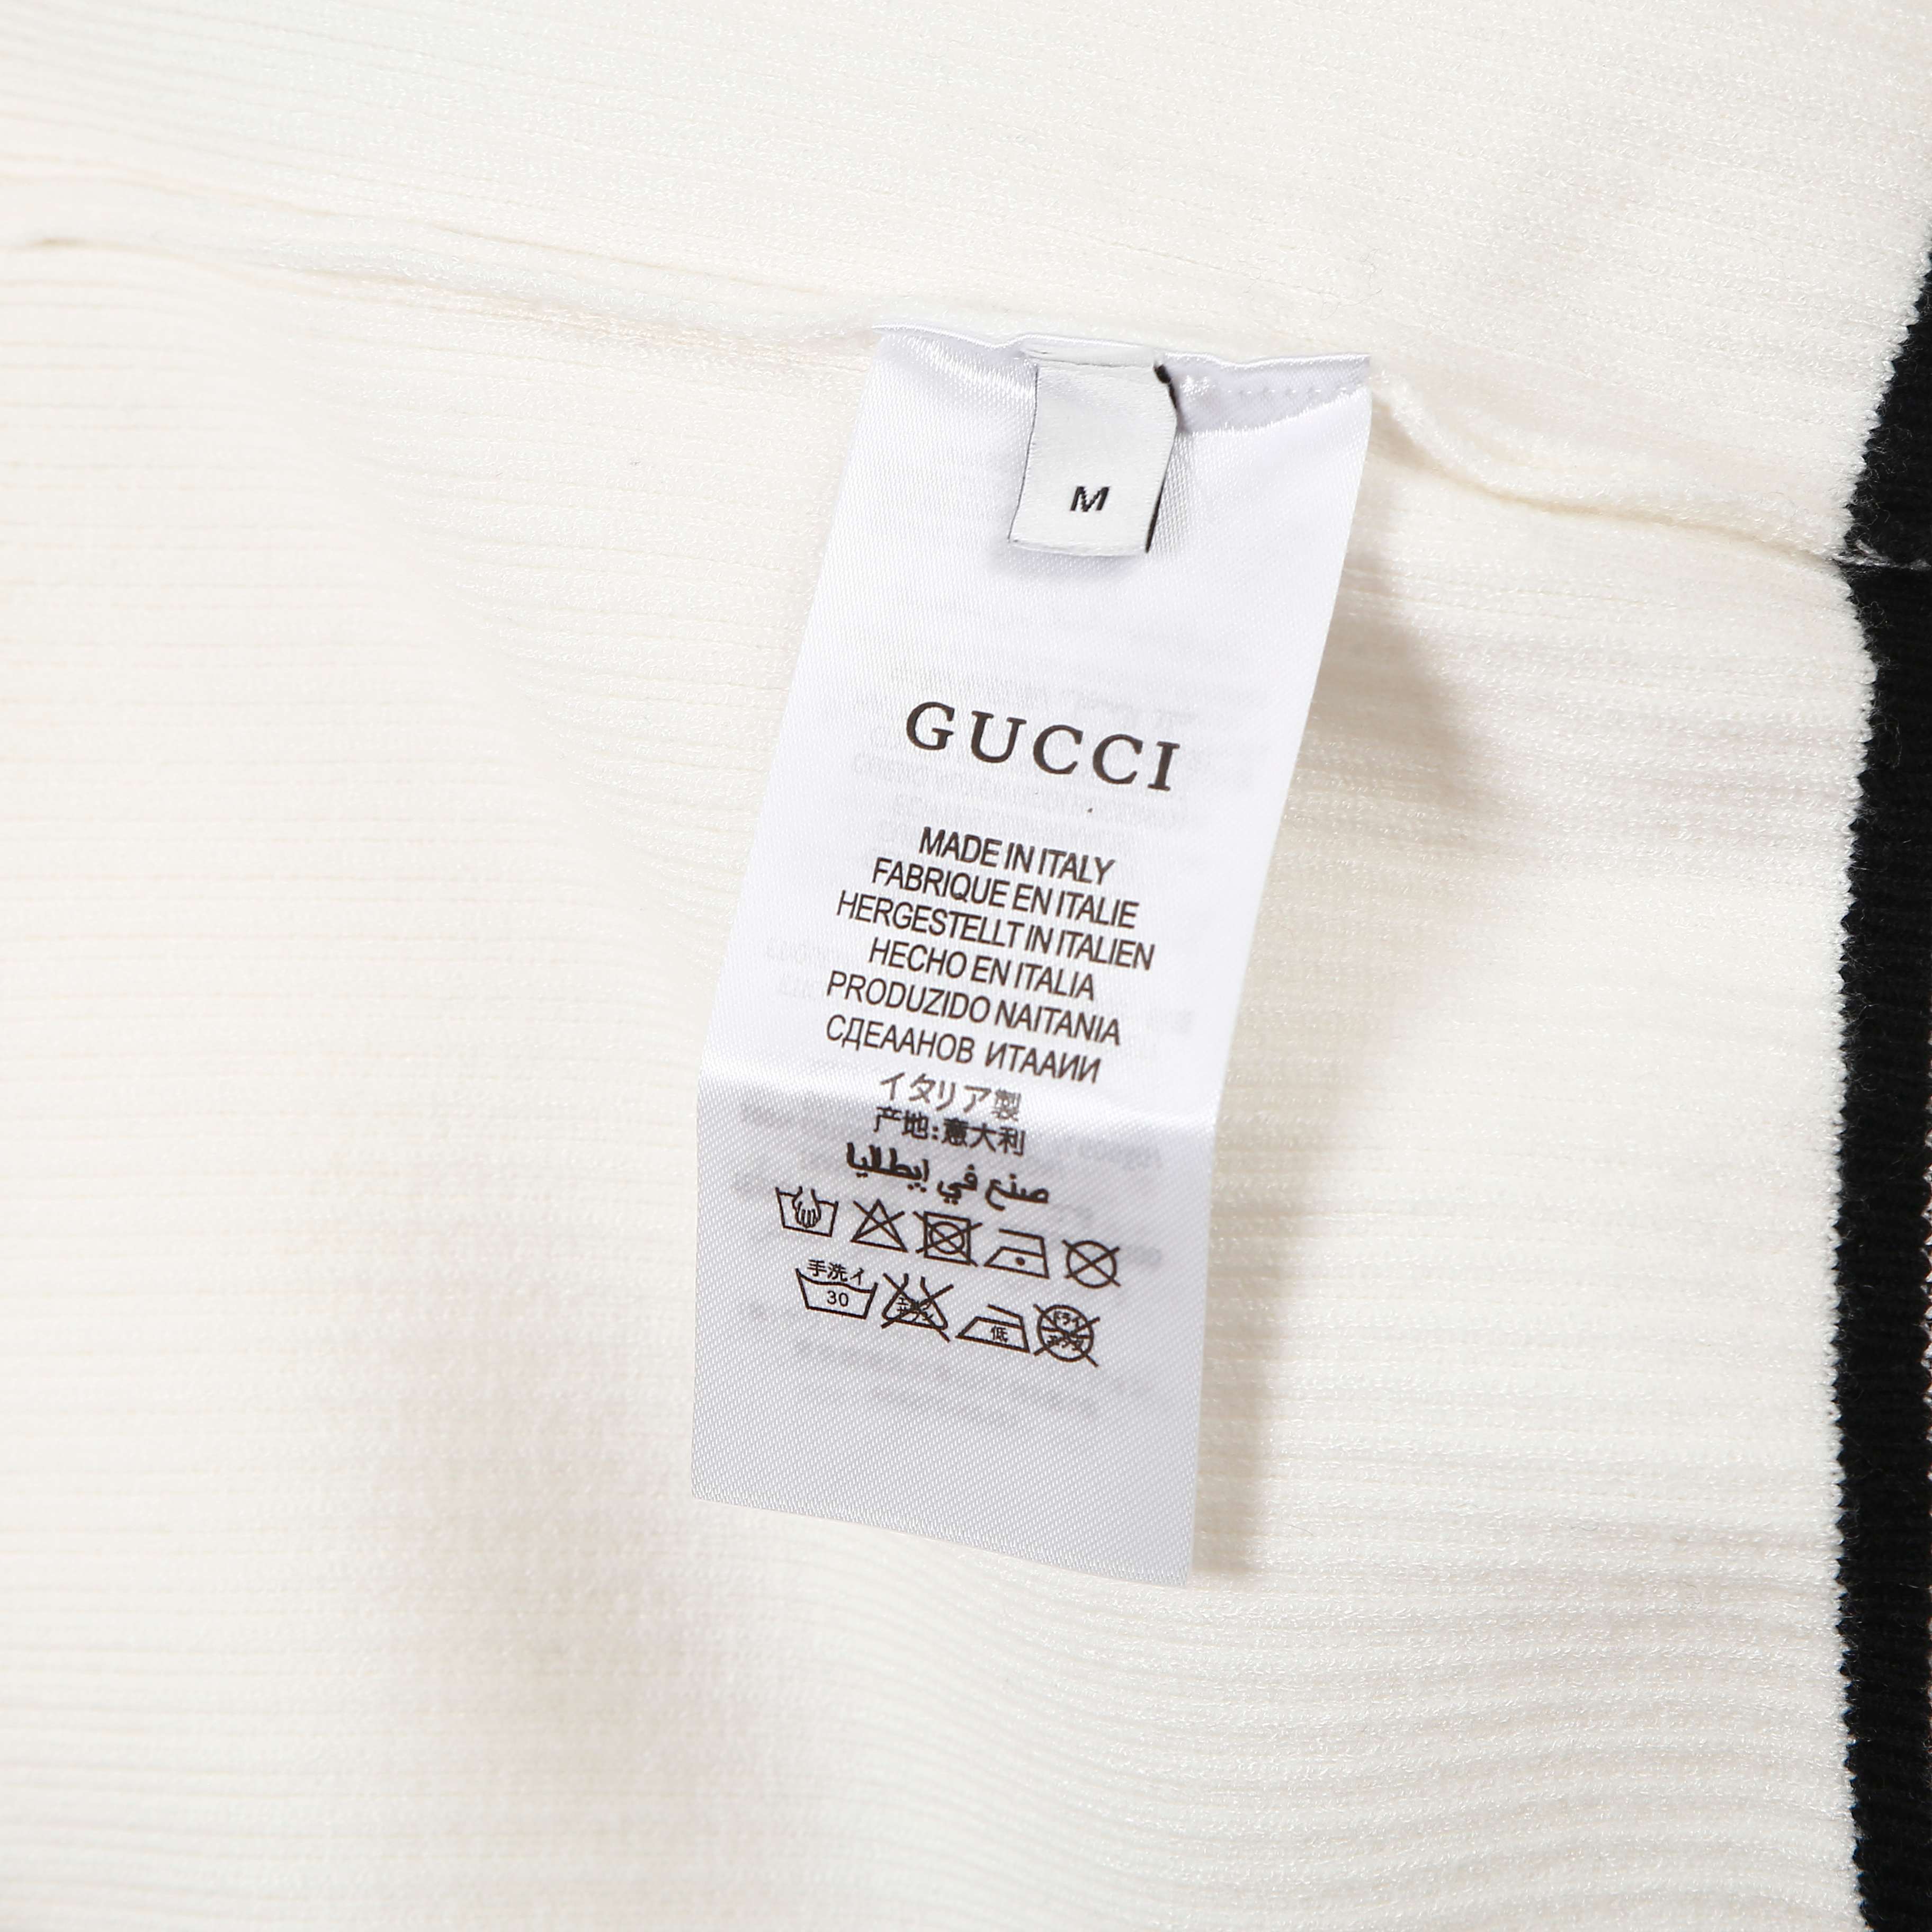 M
GUCCI
MADE IN ITALY
FABRIQUE EN ITALIE
HERGESTELLT IN ITALIEN
HECHO EN ITALIA
PRODUZIDO NAITANIA
СДЕААНОВ ИТААИИ
イタリア製
产地:意大利
صنع في إيطاليا
手洗イ
30
低